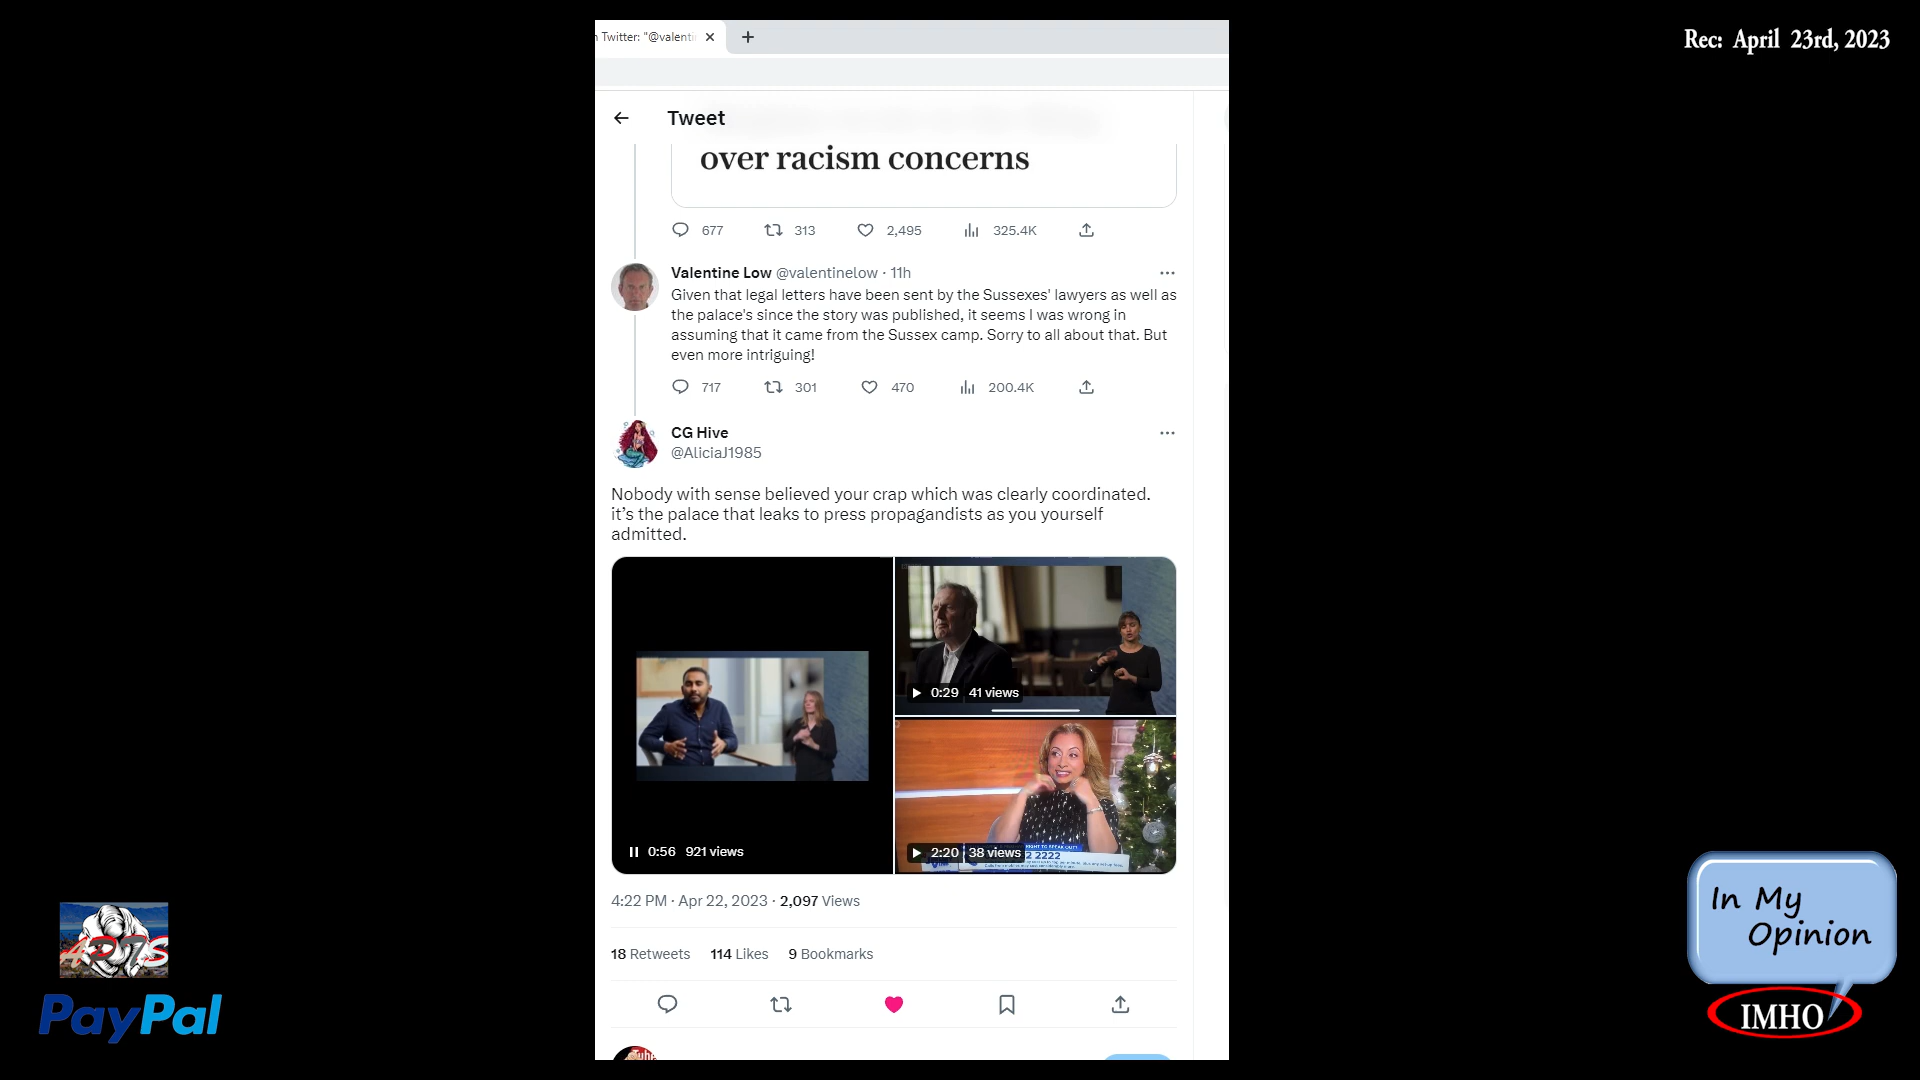 n Twitter: "@valenti
Rec: April 23rd, 2023
Tweet
over racism concerns
677 313 2,495 325.4K
Valentine Low @valentinelow · 11h
Given that legal letters have been sent by the Sussexes' lawyers as well as
the palace's since the story was published, it seems I was wrong in
assuming that it came from the Sussex camp. Sorry to all about that. But
even more intriguing!
717 301 470 200.4K
CG Hive
@AliciaJ1985
Nobody with sense believed your crap which was clearly coordinated.
it’s the palace that leaks to press propagandists as you yourself
admitted.
0:29 41 views
RIGHT TO SPEAK OUT!
2 2222
0:56 921 views
2:20 38 views
4:22 PM · Apr 22, 2023 · 2,097 Views
18 Retweets 114 Likes 9 Bookmarks
PayPal
In My
Opinion
IMHO